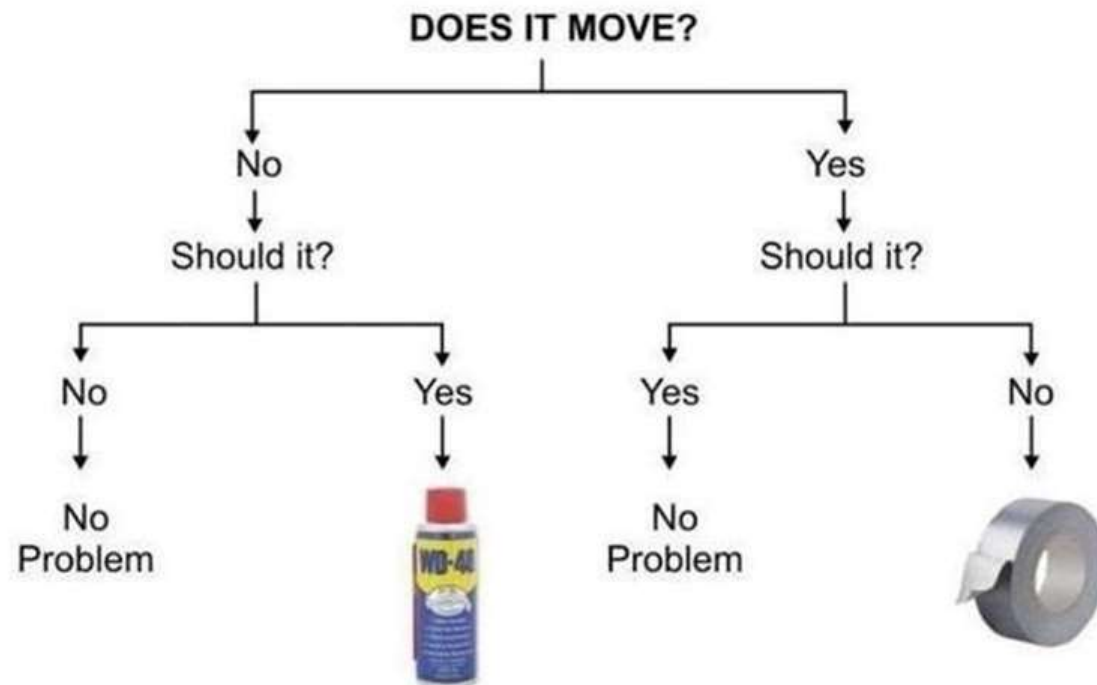 DOES IT MOVE?
No
Yes
Should it?
Should it?
No
Yes
Yes
No
No
Problem
No
Problem
WD-40